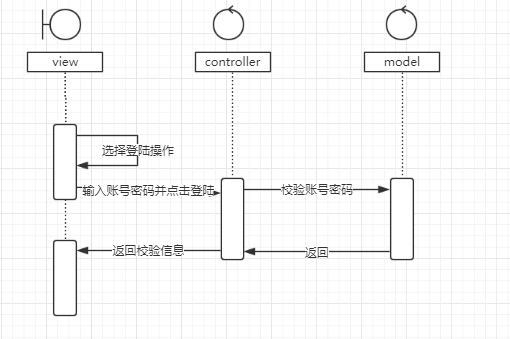 view
controller
model
选择登陆操作
输入账号密码并点击登陆
校验账号密码
返回校验信息
返回